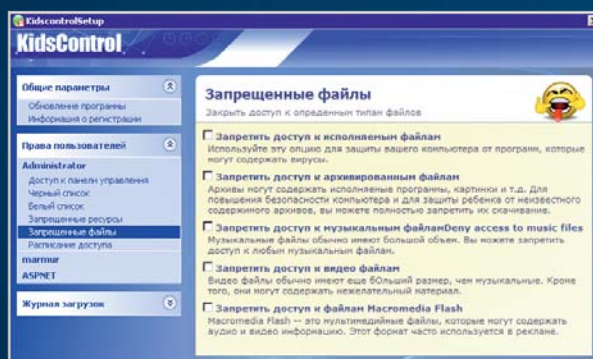 KidscontrolSetup
KidsControl
Общие параметры
Обновление программы
Информация о регистрации
Права пользователей
Administrator
Доступ к панели управления
Черный список
Белый список
Запрещенные ресурсы
Запрещенные файлы
Расписание доступа
marmur
ASPNET
Журнал загрузок
Запрещенные файлы
Закрыть доступ к определенным типам файлов
Запретить доступ к исполняемым файлам
Используйте эту опцию для защиты вашего компьютера от программ, которые
могут содержать вирусы.
Запретить доступ к архивированным файлам
Архивы могут содержать исполняемые программы, картинки и т.д. Для
повышения безопасности компьютера и для защиты ребенка от неизвестного
содержимого архивов, вы можете полностью запретить их скачивание.
Запретить доступ к музыкальным файламDeny access to music files
Музыкальные файлы обычно имеют большой объем. Вы можете запретить
доступ к любым музыкальным файлам.
Запретить доступ к видео файлам
Видео файлы обычно имеют еще бОльший размер, чем музыкальные. Кроме
того, они могут содержать нежелательный материал.
Запретить доступ к файлам Macromedia Flash
Macromedia Flash -- это мультимедийные файлы, которые могут содержать
аудио и видео информацию. Этот формат часто используется в рекламе.